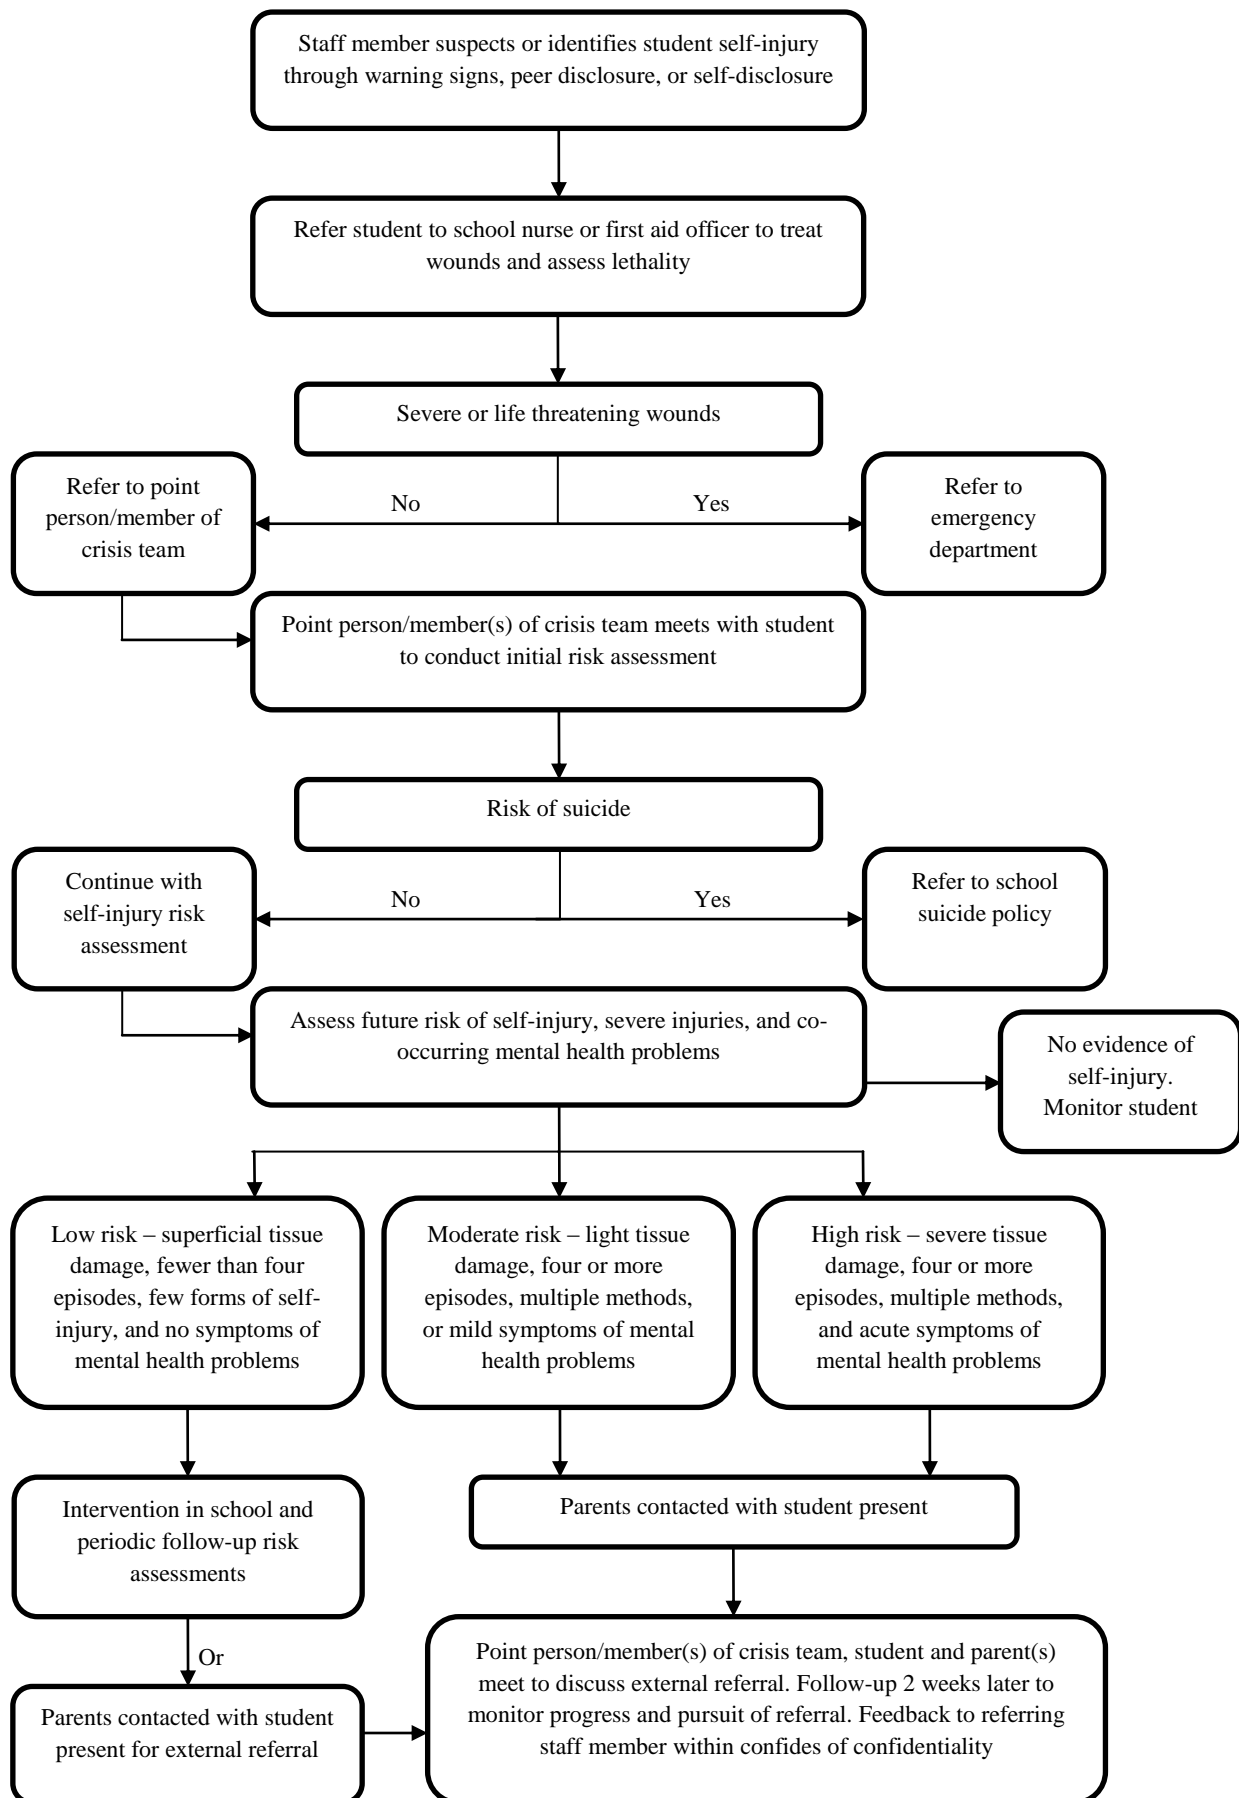 Staff member suspects or identifies student self-injury
through warning signs, peer disclosure, or self-disclosure
Refer student to school nurse or first aid officer to treat
wounds and assess lethality
Severe or life threatening wounds
Refer to point
person/member of
crisis team
No
Yes
Refer to
emergency
department
Point person/member(s) of crisis team meets with student
to conduct initial risk assessment
Risk of suicide
Continue with
self-injury risk
assessment
No
Yes
Refer to school
suicide policy
Assess future risk of self-injury, severe injuries, and co-
occurring mental health problems
No evidence of
self-injury.
Monitor student
Low risk – superficial tissue
damage, fewer than four
episodes, few forms of self-
injury, and no symptoms of
mental health problems
Moderate risk – light tissue
damage, four or more
episodes, multiple methods,
or mild symptoms of mental
health problems
High risk – severe tissue
damage, four or more
episodes, multiple methods,
and acute symptoms of
mental health problems
Intervention in school and
periodic follow-up risk
assessments
Parents contacted with student present
Or
Parents contacted with student
present for external referral
Point person/member(s) of crisis team, student and parent(s)
meet to discuss external referral. Follow-up 2 weeks later to
monitor progress and pursuit of referral. Feedback to referring
staff member within confides of confidentiality